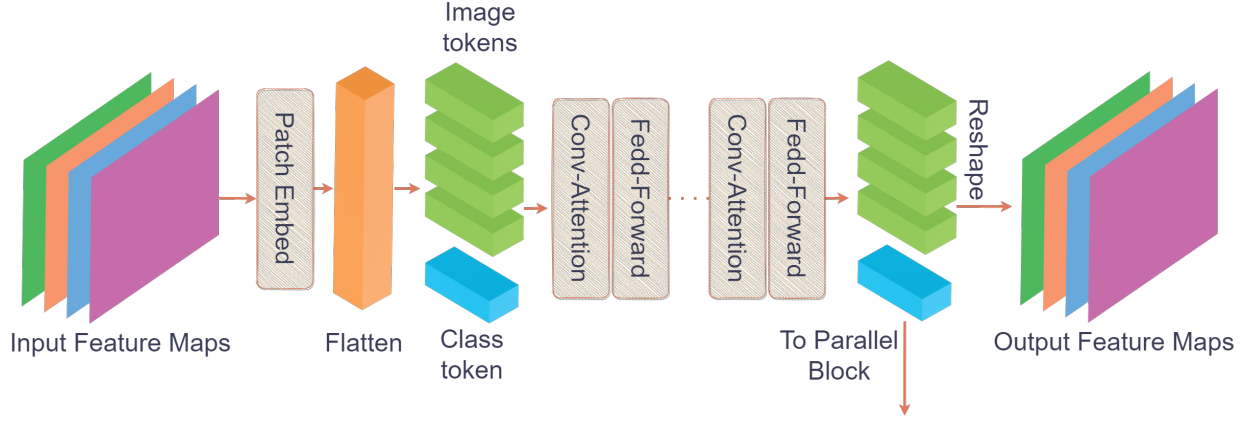 Image
tokens
Input Feature Maps
Patch Embed
Flatten
Class
token
Conv-Attention
Fedd-Forward
. . .
Conv-Attention
Fedd-Forward
To Parallel
Block
Reshape
Output Feature Maps